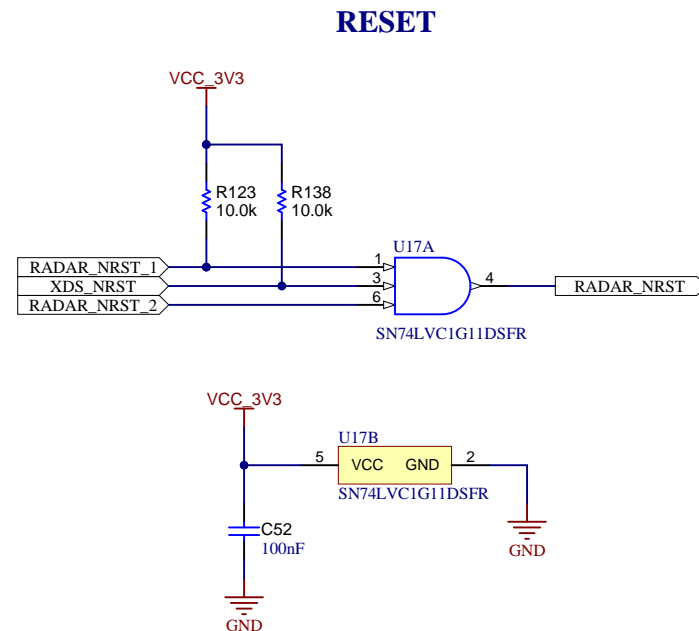 RESET
VCC_3V3
R123
10.0k
R138
10.0k
U17A
RADAR_NRST_1
XDS_NRST
RADAR_NRST_2
1
3
6
4
RADAR_NRST
SN74LVC1G11DSFR
VCC_3V3
U17B
5
VCC GND
2
SN74LVC1G11DSFR
C52
100nF
GND
GND